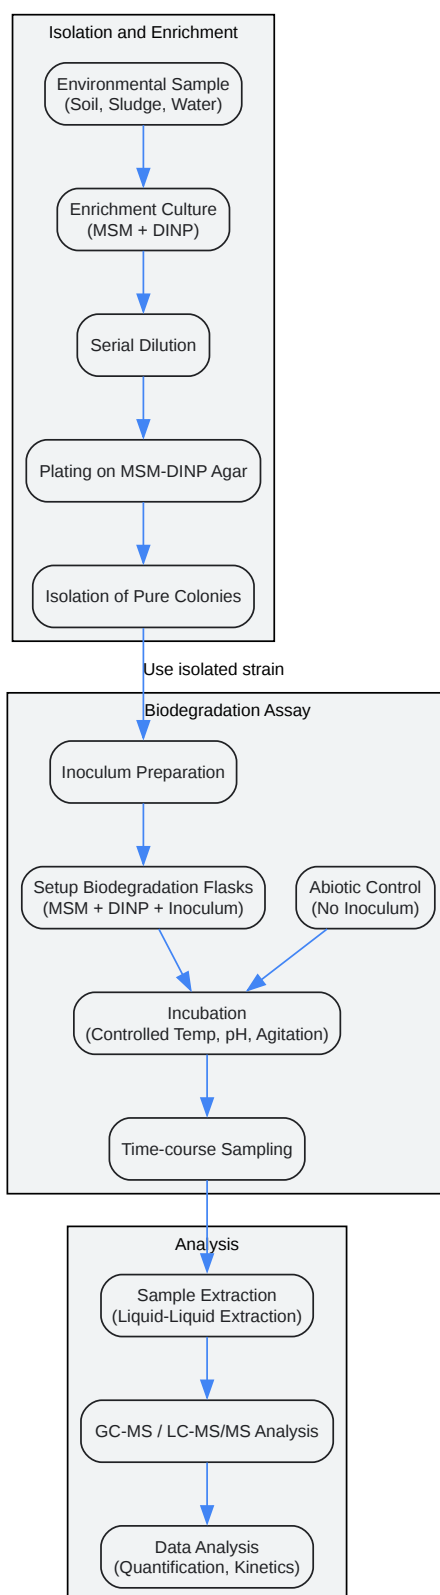 Isolation and Enrichment
Environmental Sample
(Soil, Sludge, Water)
Enrichment Culture
(MSM + DINP)
Serial Dilution
Plating on MSM-DINP Agar
Isolation of Pure Colonies
Use isolated strain
Biodegradation Assay
Inoculum Preparation
Setup Biodegradation Flasks
(MSM + DINP + Inoculum)
Abiotic Control
(No Inoculum)
Incubation
(Controlled Temp, pH, Agitation)
Time-course Sampling
Analysis
Sample Extraction
(Liquid-Liquid Extraction)
GC-MS / LC-MS/MS Analysis
Data Analysis
(Quantification, Kinetics)